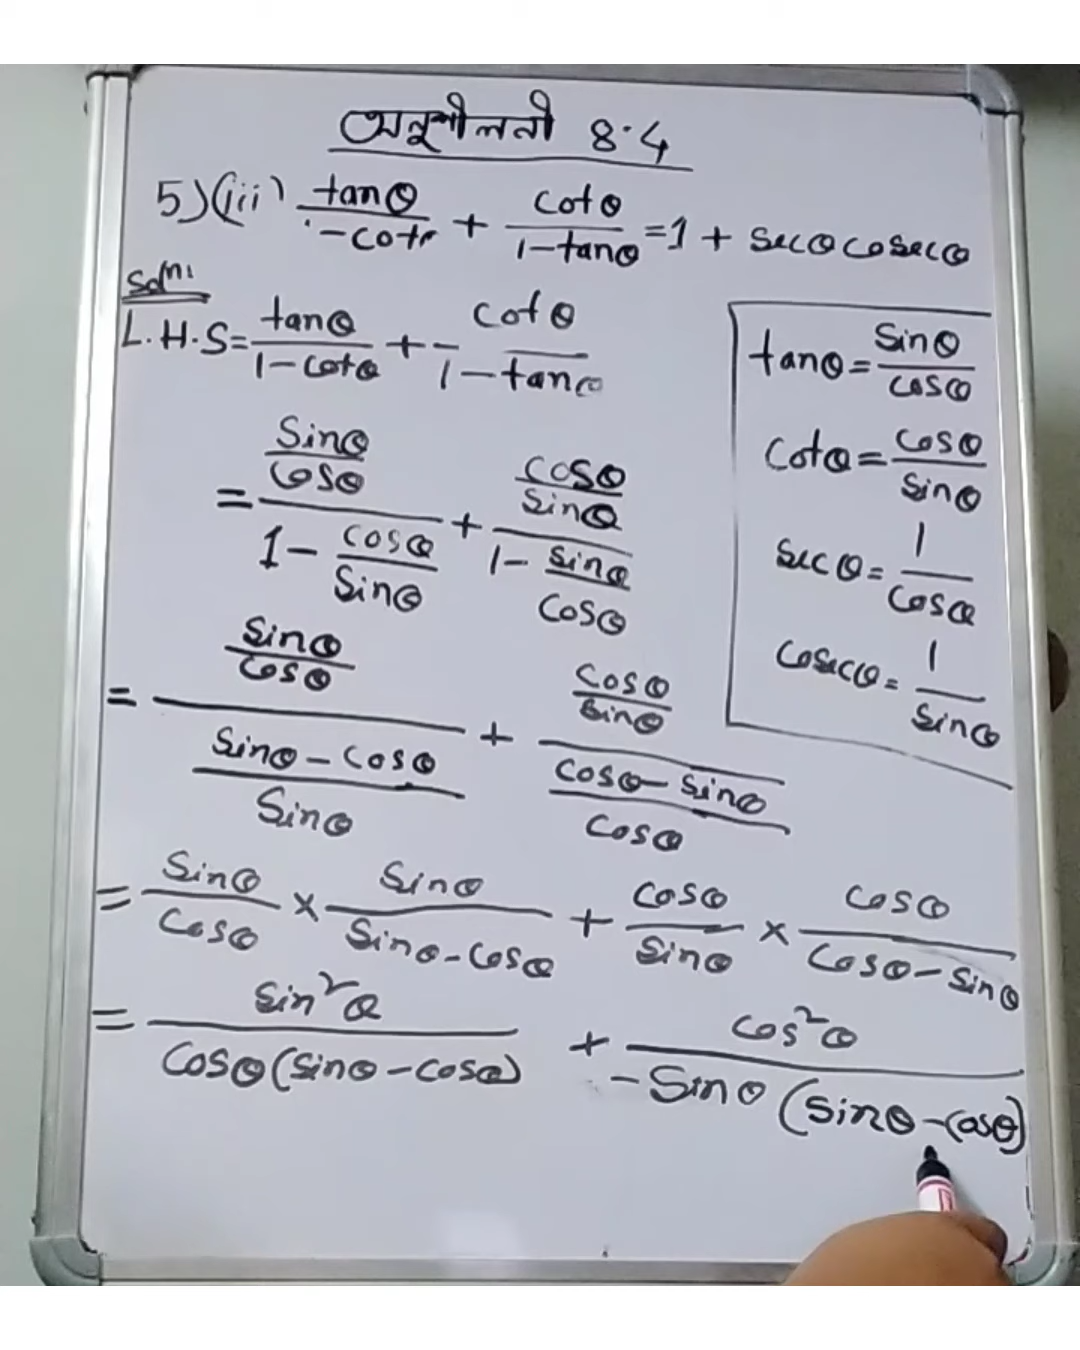 অনুশীলনী 8.4
5)(iii) tanθ/1-cotθ + cotθ/1-tanθ = 1 + secθ cosecθ
Soln:
L.H.S = tanθ/1-cotθ + cotθ/1-tanθ
= (sinθ/cosθ)/(1 - cosθ/sinθ) + (cosθ/sinθ)/(1 - sinθ/cosθ)
= (sinθ/cosθ)/((sinθ - cosθ)/sinθ) + (cosθ/sinθ)/((cosθ - sinθ)/cosθ)
= sinθ/cosθ × sinθ/(sinθ - cosθ) + cosθ/sinθ × cosθ/(cosθ - sinθ)
= sin²θ/cosθ(sinθ - cosθ) + cos²θ/-sinθ(sinθ - cosθ)
tanθ = sinθ/cosθ
cotθ = cosθ/sinθ
secθ = 1/cosθ
cosecθ = 1/sinθ